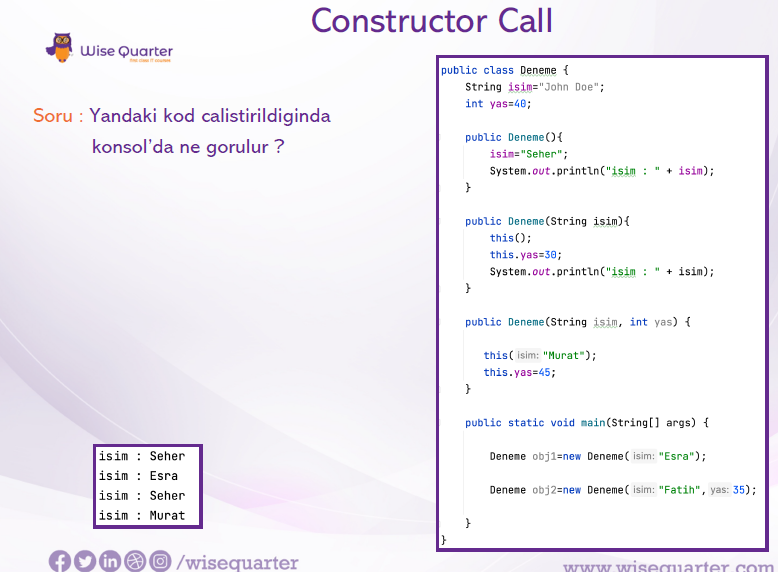 Constructor Call
Wise Quarter
first class IT courses
Soru : Yandaki kod calistirildiginda
konsol'da ne gorulur ?
public class Deneme {
String isim="John Doe";
int yas=40;
public Deneme(){
isim="Seher";
System.out.println("isim : " + isim);
}
public Deneme(String isim){
this();
this.yas=30;
System.out.println("isim : " + isim);
}
public Deneme(String isim, int yas) {
this( isim: "Murat");
this.yas=45;
}
public static void main(String[] args) {
Deneme obj1=new Deneme( isim: "Esra");
Deneme obj2=new Deneme( isim: "Fatih", yas: 35);
}
}
isim : Seher
isim : Esra
isim : Seher
isim : Murat
/wisequarter
www.wisequarter.com